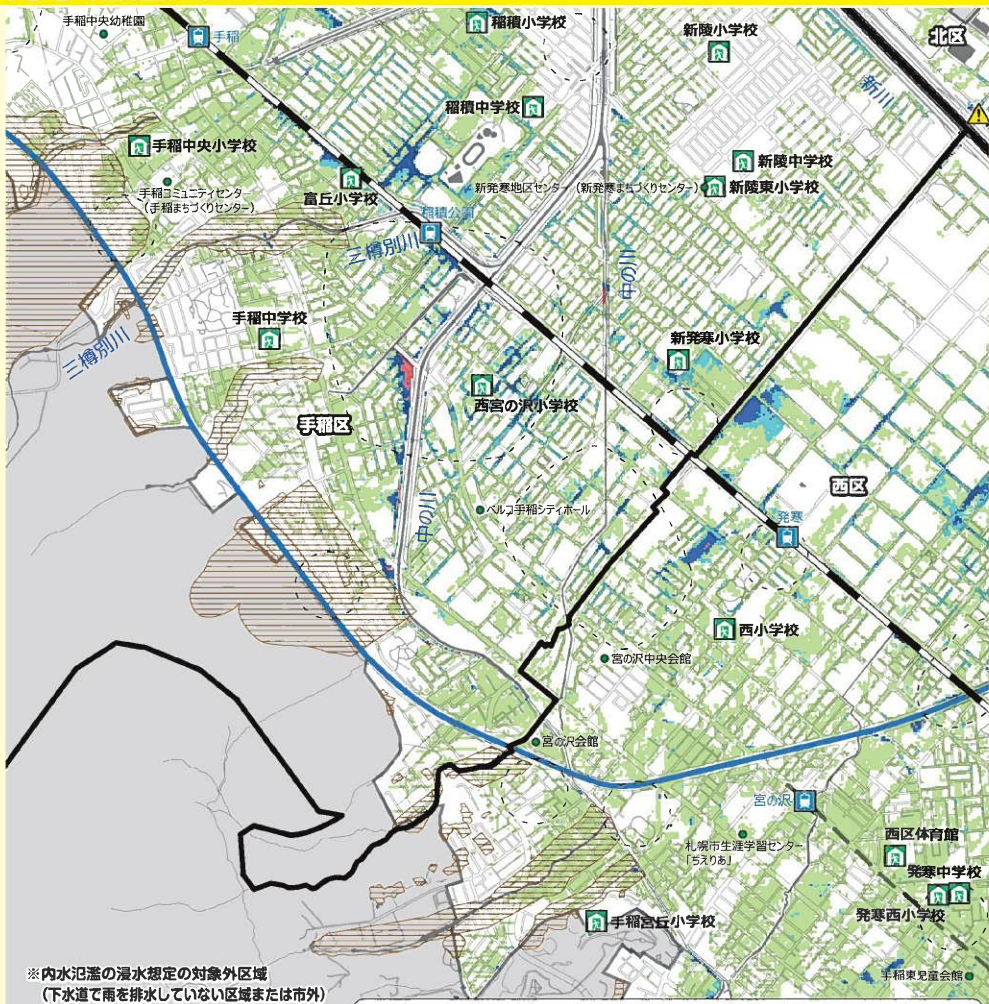 手稲中央幼稚園
手稲
稲積小学校
新陵小学校
北区
新川
稲積中学校
手稲中央小学校
新陵中学校
富丘小学校
新発寒地区センター (新発寒まちづくりセンター)
新陵東小学校
手稲コミュニティセンター
(手稲まちづくりセンター)
稲積公園
三樽別川
中の川
手稲中学校
三樽別川
新発寒小学校
西宮の沢小学校
手稲区
西区
ベルコ手稲シティホール
中の川
発寒
西小学校
宮の沢中央会館
宮の沢会館
宮の沢
札幌市生涯学習センター
「ちえりあ」
西区体育館
発寒中学校
発寒西小学校
手稲宮丘小学校
手稲東児童会館
※内水氾濫の浸水想定の対象外区域
(下水道で雨を排水していない区域または市外)